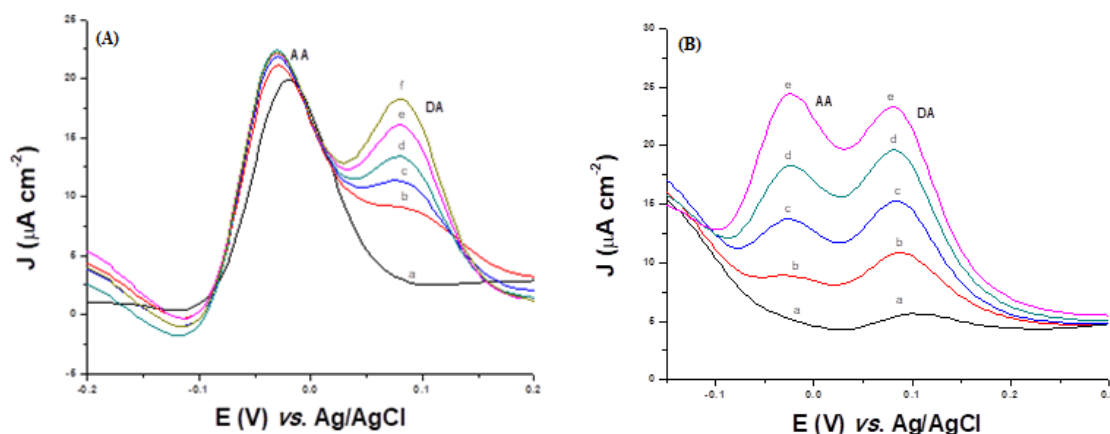 (A)
AA
DA
f
e
d
c
b
a
25
20
15
10
5
0
-5
-0.2
-0.1
0.0
0.1
0.2
J (µA cm-2)
E (V) vs. Ag/AgCl
(B)
e
AA
e
DA
d
d
c
c
b
b
a
a
30
25
20
15
10
5
0
-0.1
0.0
0.1
0.2
J (µA cm-2)
E (V) vs. Ag/AgCl